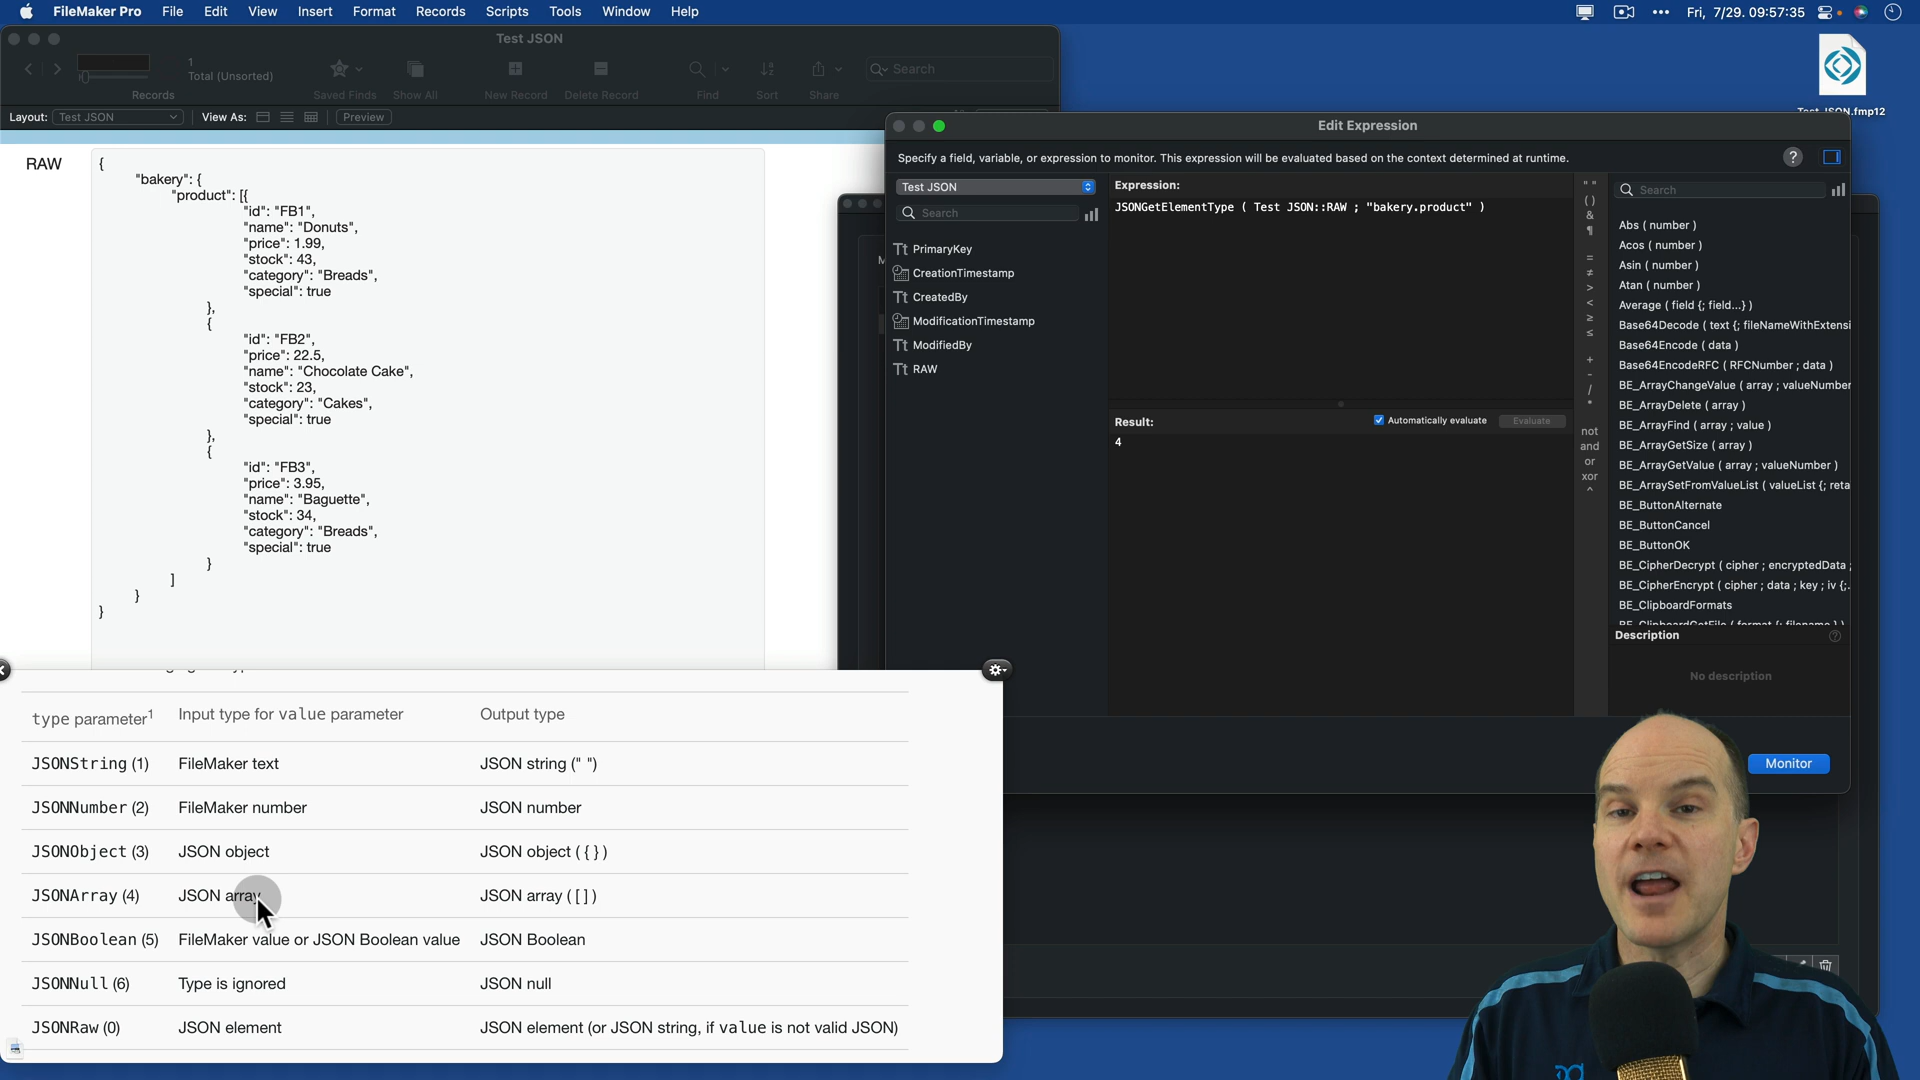 FileMaker Pro File Edit View Insert Format Records Scripts Tools Window Help
Fri, 7/29. 09:57:35
Test JSON
1
Total (Unsorted)
Search
Records Saved Finds Show All New Record Delete Record Find Sort Share
Layout: Test JSON View As: Preview
Test JSON.fmp12
RAW
{
"bakery": {
"product": [{
"id": "FB1",
"name": "Donuts",
"price": 1.99,
"stock": 43,
"category": "Breads",
"special": true
},
{
"id": "FB2",
"price": 22.5,
"name": "Chocolate Cake",
"stock": 23,
"category": "Cakes",
"special": true
},
{
"id": "FB3",
"price": 3.95,
"name": "Baguette",
"stock": 34,
"category": "Breads",
"special": true
}
]
}
}
Edit Expression
Specify a field, variable, or expression to monitor. This expression will be evaluated based on the context determined at runtime.
?
Test JSON
Search
PrimaryKey
CreationTimestamp
CreatedBy
ModificationTimestamp
ModifiedBy
RAW
Expression:
JSONGetElementType ( Test JSON::RAW ; "bakery.product" )
Result:
Automatically evaluate
Evaluate
4
" "
( )
&
¶
=
≠
>
<
≥
≤
+
-
/
*
not
and
or
xor
^
Search
Abs ( number )
Acos ( number )
Asin ( number )
Atan ( number )
Average ( field {; field...} )
Base64Decode ( text {; fileNameWithExtensi
Base64Encode ( data )
Base64EncodeRFC ( RFCNumber ; data )
BE_ArrayChangeValue ( array ; valueNumber
BE_ArrayDelete ( array )
BE_ArrayFind ( array ; value )
BE_ArrayGetSize ( array )
BE_ArrayGetValue ( array ; valueNumber )
BE_ArraySetFromValueList ( valueList {; reta
BE_ButtonAlternate
BE_ButtonCancel
BE_ButtonOK
BE_CipherDecrypt ( cipher ; encryptedData ;
BE_CipherEncrypt ( cipher ; data ; key ; iv {;.
BE_ClipboardFormats
BE_ClipboardGetFile ( format {; filename } )
Description
?
No description
Monitor
type parameter1 Input type for value parameter Output type
JSONString (1) FileMaker text JSON string (" ")
JSONNumber (2) FileMaker number JSON number
JSONObject (3) JSON object JSON object ( { } )
JSONArray (4) JSON array JSON array ( [ ] )
JSONBoolean (5) FileMaker value or JSON Boolean value JSON Boolean
JSONNull (6) Type is ignored JSON null
JSONRaw (0) JSON element JSON element (or JSON string, if value is not valid JSON)